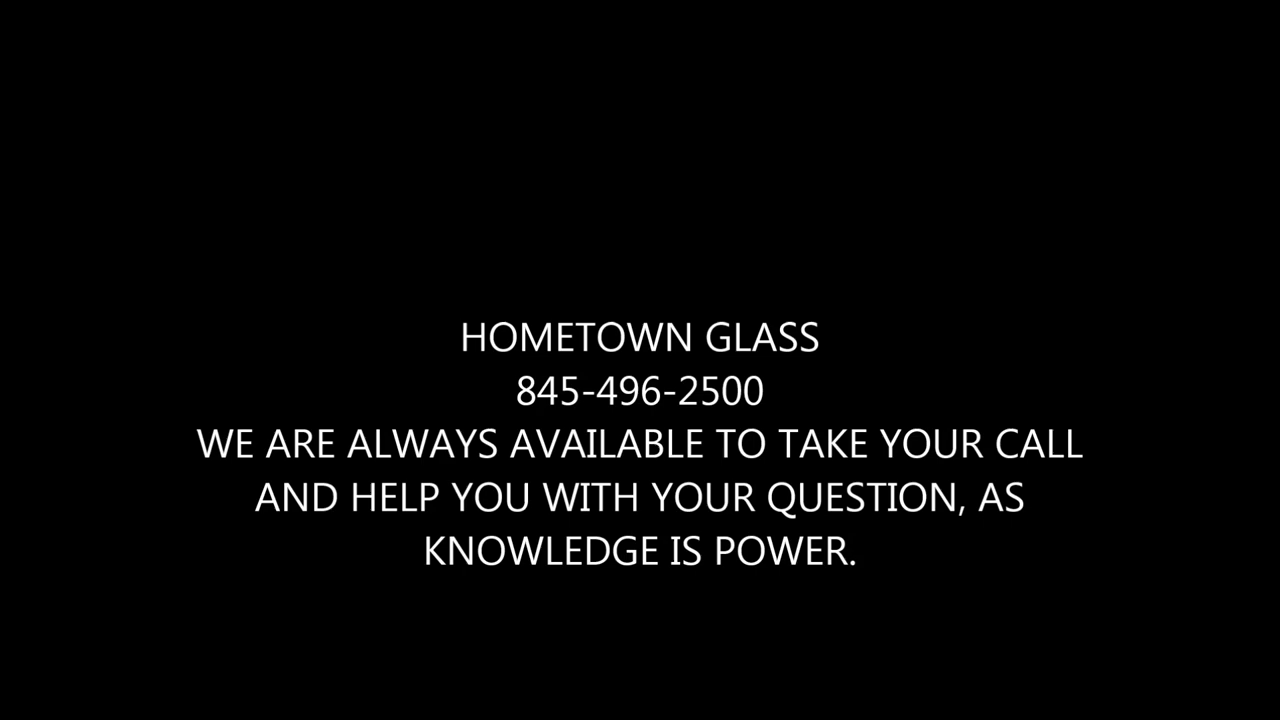 HOMETOWN GLASS
845-496-2500
WE ARE ALWAYS AVAILABLE TO TAKE YOUR CALL
AND HELP YOU WITH YOUR QUESTION, AS
KNOWLEDGE IS POWER.